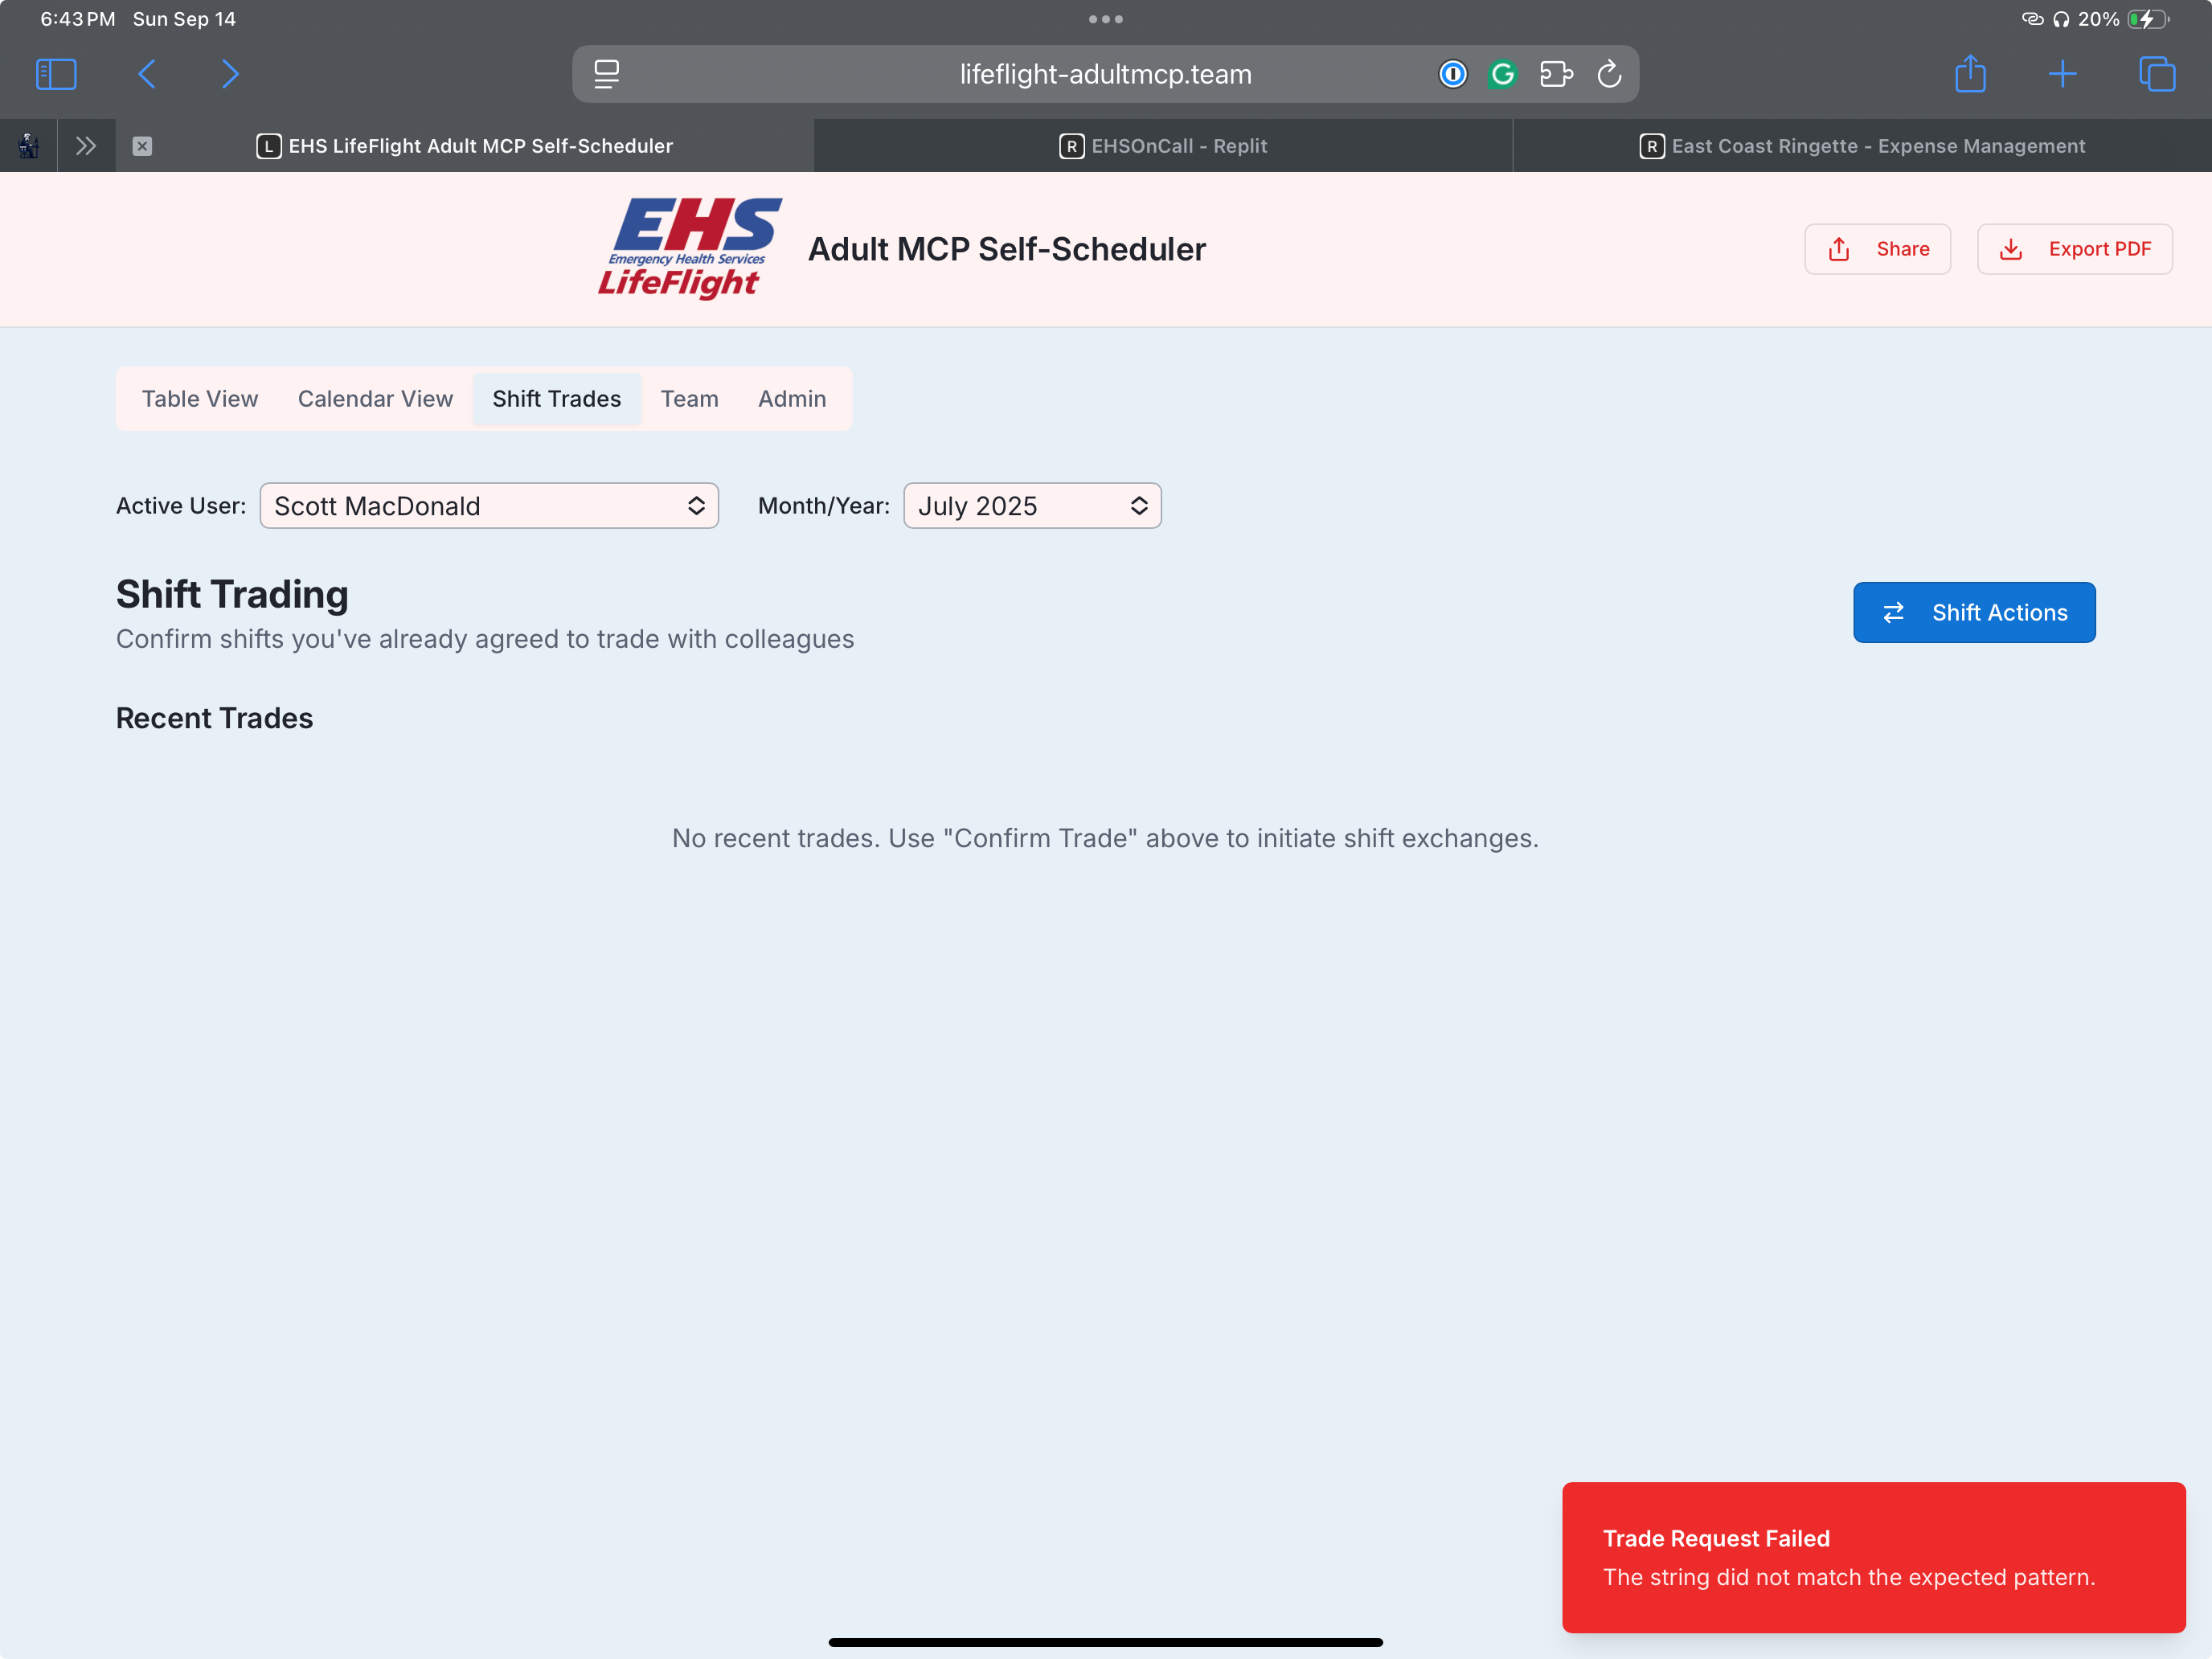 6:43 PM Sun Sep 14
20%
lifeflight-adultmcp.team
L EHS LifeFlight Adult MCP Self-Scheduler
R EHSOnCall - Replit
R East Coast Ringette - Expense Management
EHS
Emergency Health Services
LifeFlight
Adult MCP Self-Scheduler
Share
Export PDF
Table View
Calendar View
Shift Trades
Team
Admin
Active User: Scott MacDonald
Month/Year: July 2025
Shift Trading
Confirm shifts you've already agreed to trade with colleagues
Shift Actions
Recent Trades
No recent trades. Use "Confirm Trade" above to initiate shift exchanges.
Trade Request Failed
The string did not match the expected pattern.